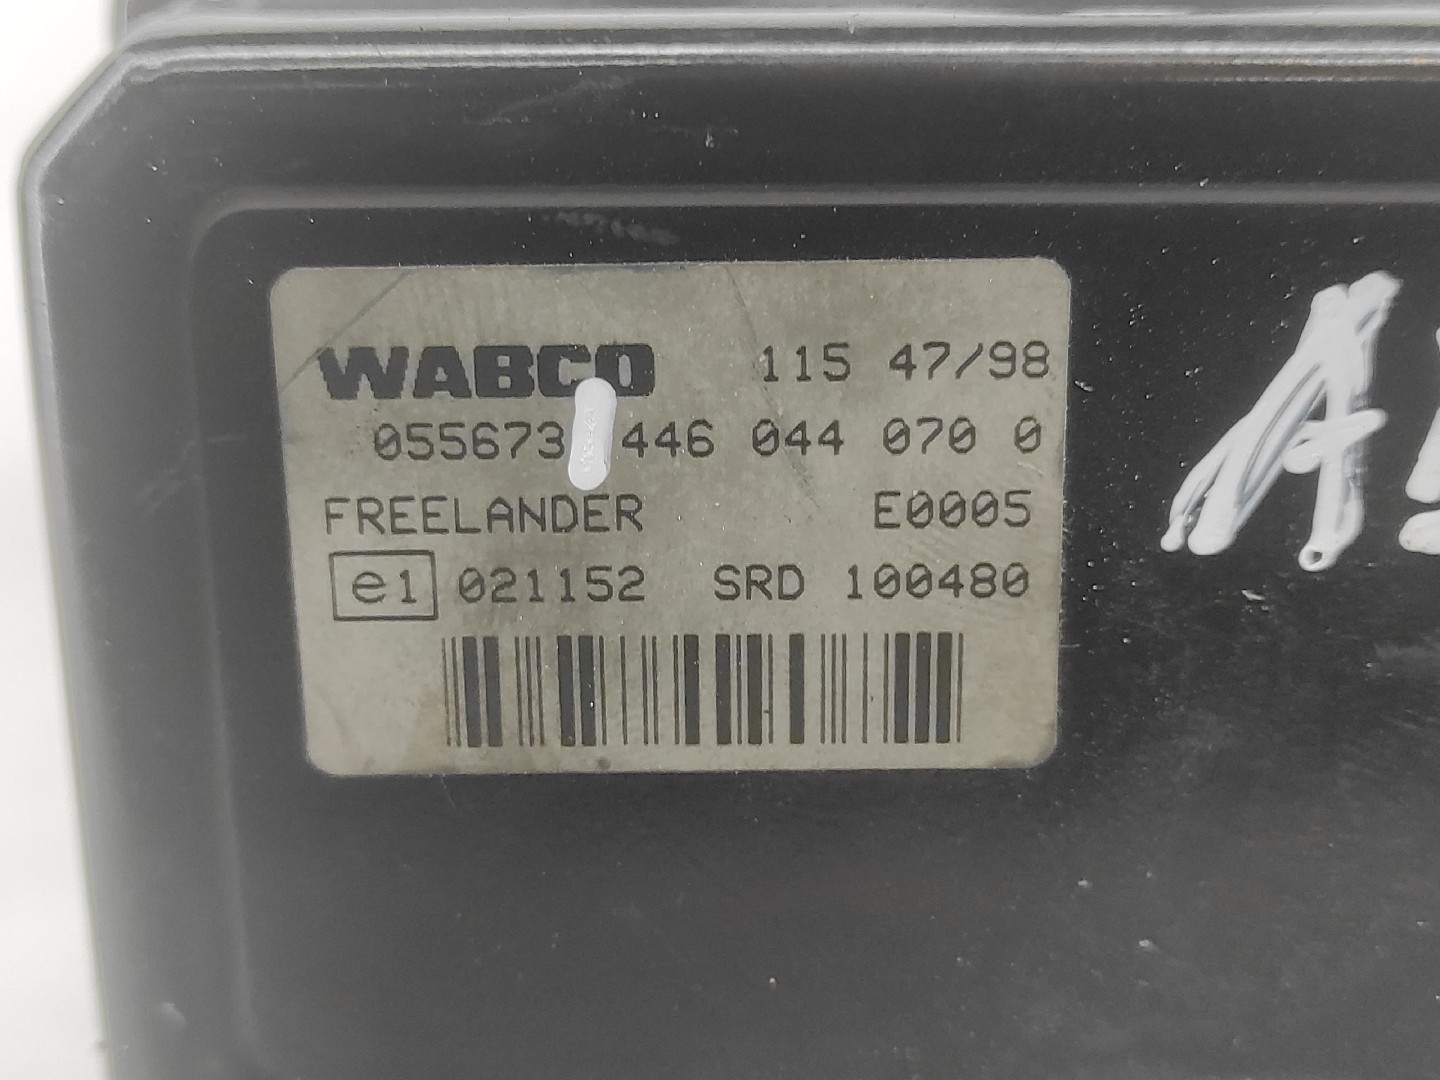 WABCO 115 47/98
055673 446 044 070 0
FREELANDER E0005
e1 021152 SRD 100480